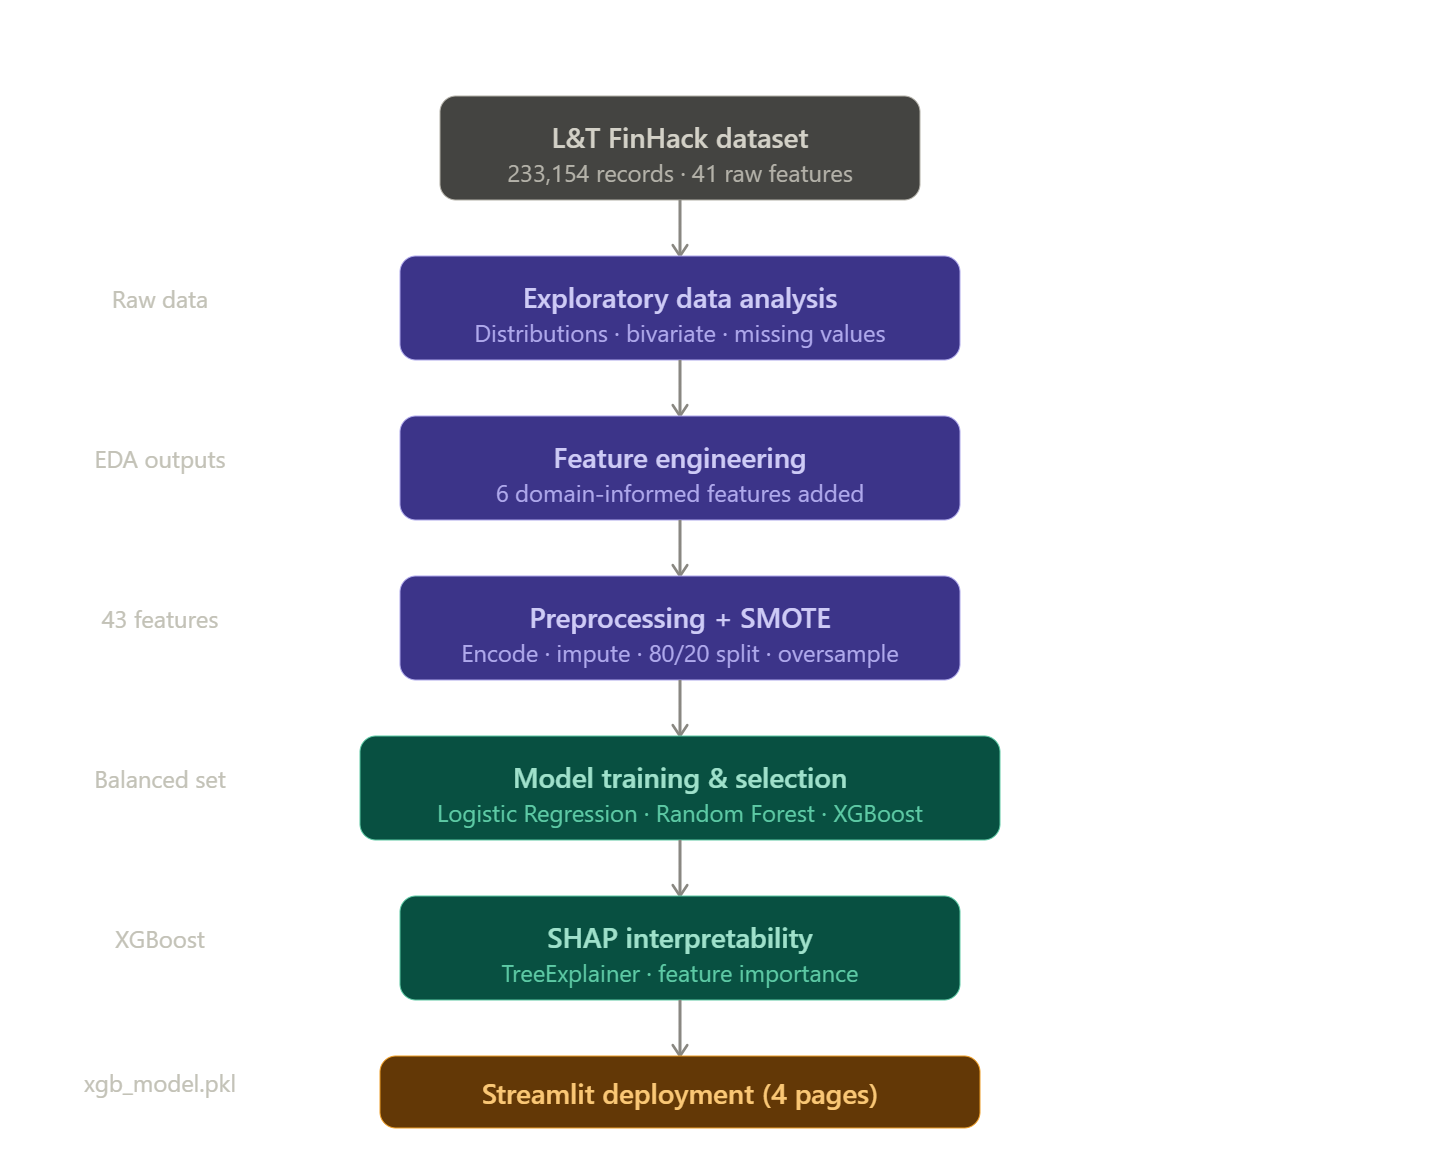 L&T FinHack dataset
233,154 records · 41 raw features
Raw data
Exploratory data analysis
Distributions · bivariate · missing values
EDA outputs
Feature engineering
6 domain-informed features added
43 features
Preprocessing + SMOTE
Encode · impute · 80/20 split · oversample
Balanced set
Model training & selection
Logistic Regression · Random Forest · XGBoost
XGBoost
SHAP interpretability
TreeExplainer · feature importance
xgb_model.pkl
Streamlit deployment (4 pages)